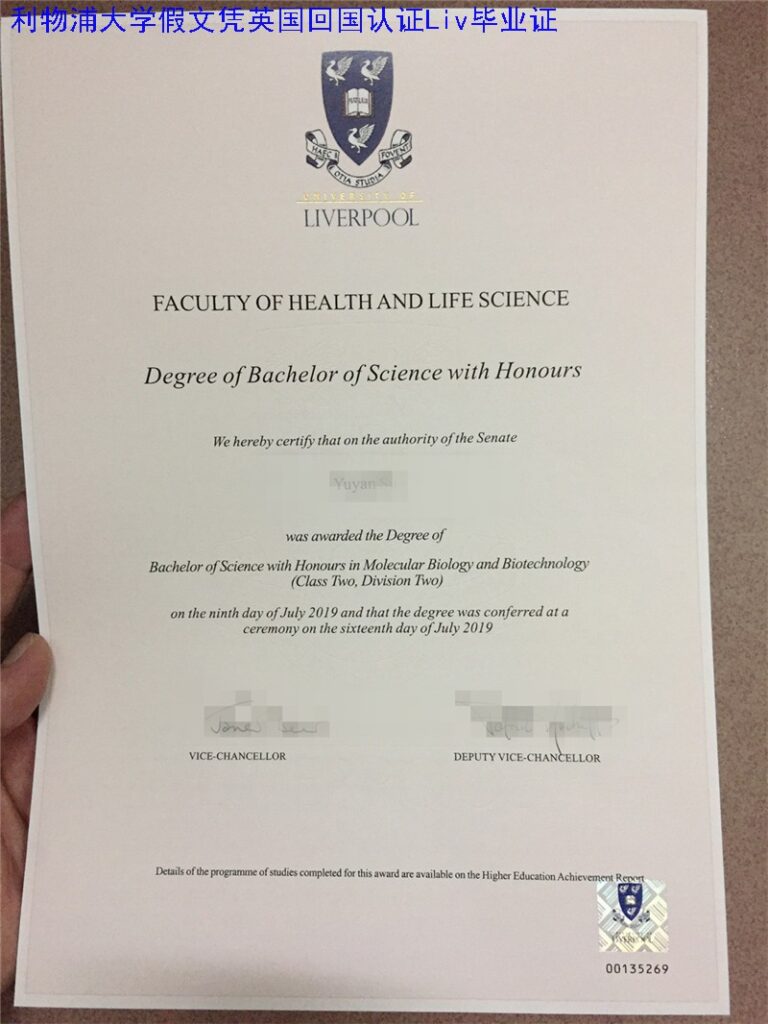 利物浦大学假文凭英国回国认证Liv毕业证
HAEC
OTIA STUDIA
FOVENT
UNIVERSITY OF
LIVERPOOL
FACULTY OF HEALTH AND LIFE SCIENCE
Degree of Bachelor of Science with Honours
We hereby certify that on the authority of the Senate
Yuyan
was awarded the Degree of
Bachelor of Science with Honours in Molecular Biology and Biotechnology
(Class Two, Division Two)
on the ninth day of July 2019 and that the degree was conferred at a
ceremony on the sixteenth day of July 2019
VICE-CHANCELLOR
DEPUTY VICE-CHANCELLOR
Details of the programme of studies completed for this award are available on the Higher Education Achievement Report
LIVERPOOL
00135269